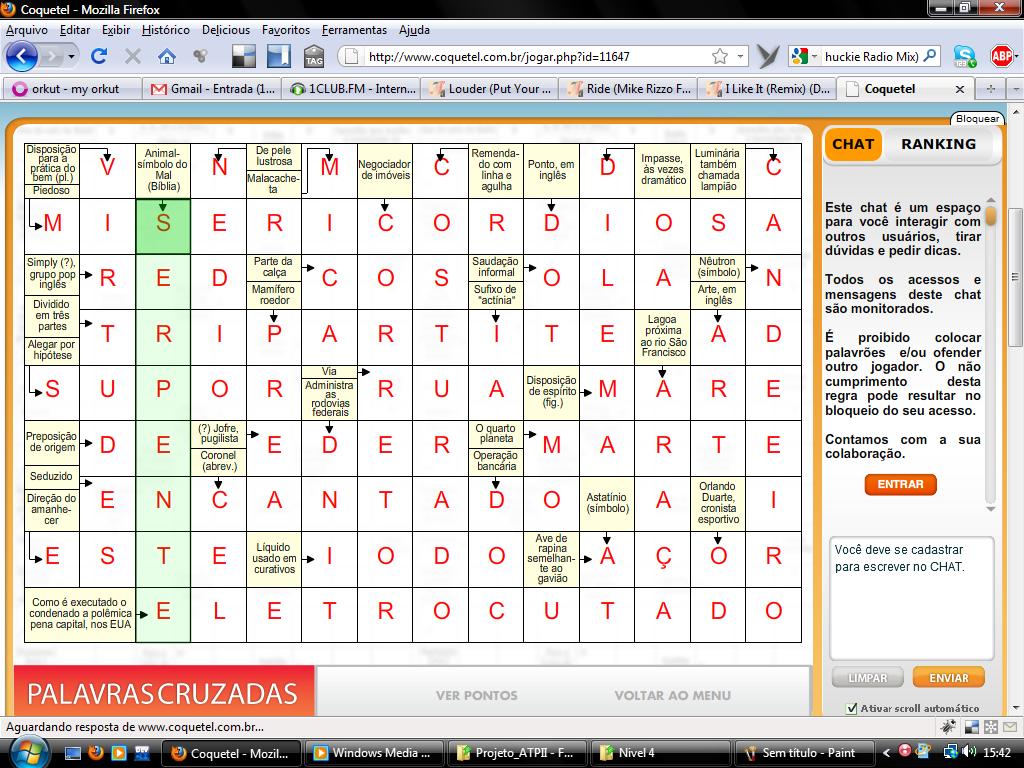 Coquetel - Mozilla Firefox
Arquivo Editar Exibir Histórico Delicious Favoritos Ferramentas Ajuda
http://www.coquetel.com.br/jogar.php?id=11647 huckie Radio Mix)
orkut - my orkut Gmail - Entrada (1... 1CLUB.FM - Intern... Louder (Put Your ... Ride (Mike Rizzo F... I Like It (Remix) (D... Coquetel
Bloquear
Disposição
para a
prática do
bem (pl.)
Piedoso
V
Animal-
símbolo do
Mal
(Bíblia)
N
De pele
lustrosa
Malacache-
ta
M
Negociador
de imóveis
C
Remenda-
do com
linha e
agulha
Ponto, em
inglês
D
Impasse,
às vezes
dramático
Luminária
também
chamada
lampião
C
M I S E R I C O R D I O S A
Simply (?),
grupo pop
inglês
Dividido
em três
partes
R E D
Parte da
calça
Mamífero
roedor
C O S
Saudação
informal
Sufixo de
"actínia"
O L A
Nêutron
(símbolo)
Arte, em
inglês
N
Alegar por
hipótese
T R I P A R T I T E
Lagoa
próxima
ao rio São
Francisco
A D
S U P O R
Via
Administra
as
rodovias
federais
R U A
Disposição
de espírito
(fig.)
M A R E
Preposição
de origem
D E
(?) Jofre,
pugilista
Coronel
(abrev.)
E D E R
O quarto
planeta
Operação
bancária
M A R T E
Seduzido
Direção do
amanhe-
cer
E N C A N T A D O
Astatínio
(símbolo)
A
Orlando
Duarte,
cronista
esportivo
I
E S T E
Líquido
usado em
curativos
I O D O
Ave de
rapina
semelhan-
te ao
gavião
A Ç O R
Como é executado o
condenado a polêmica
pena capital, nos EUA
E L E T R O C U T A D O
PALAVRAS CRUZADAS
VER PONTOS VOLTAR AO MENU
CHAT RANKING
Este chat é um espaço
para você interagir com
outros usuários, tirar
dúvidas e pedir dicas.
Todos os acessos e
mensagens deste chat
são monitorados.
É proibido colocar
palavrões e/ou ofender
outro jogador. O não
cumprimento desta
regra pode resultar no
bloqueio do seu acesso.
Contamos com a sua
colaboração.
ENTRAR
Você deve se cadastrar
para escrever no CHAT.
LIMPAR ENVIAR
Ativar scroll automático
Aguardando resposta de www.coquetel.com.br...
Coquetel - Mozil... Windows Media ... Projeto_ATPII - F... Nivel 4 Sem título - Paint 15:42